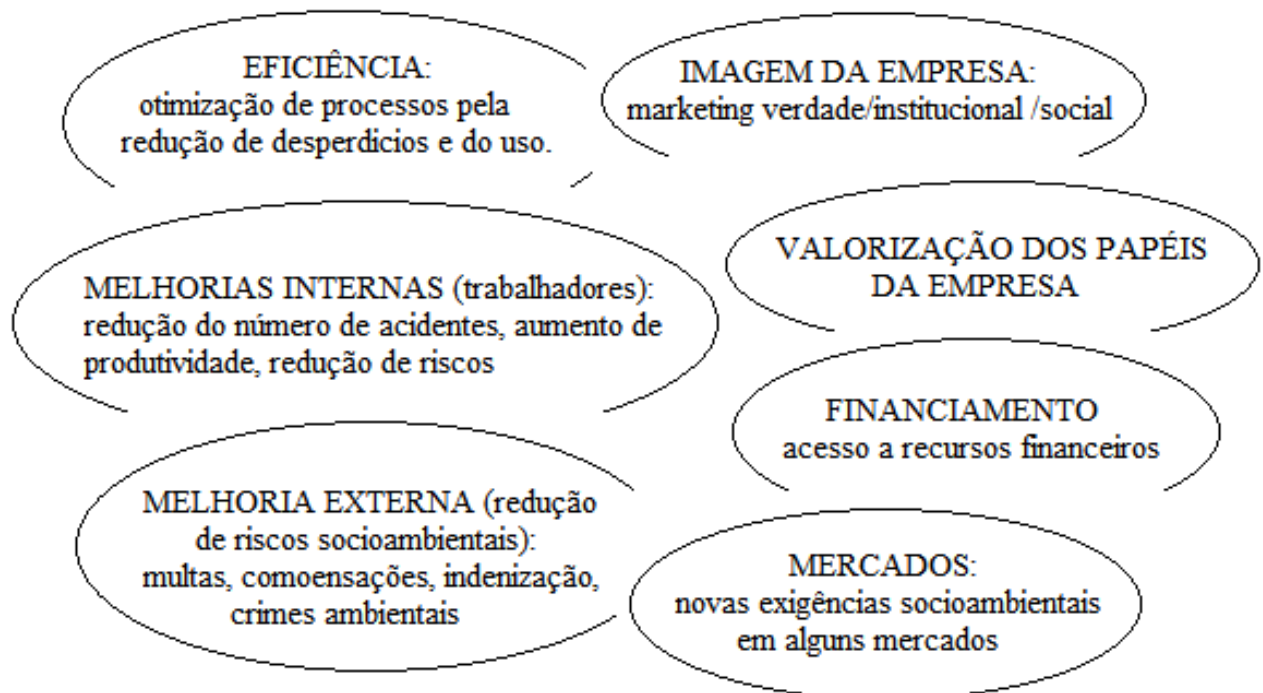 EFICIÊNCIA:
otimização de processos pela
redução de desperdicios e do uso.
IMAGEM DA EMPRESA:
marketing verdade/institucional /social
MELHORIAS INTERNAS (trabalhadores):
redução do número de acidentes, aumento de
produtividade, redução de riscos
VALORIZAÇÃO DOS PAPÉIS
DA EMPRESA
FINANCIAMENTO
acesso a recursos financeiros
MELHORIA EXTERNA (redução
de riscos socioambientais):
multas, comoensações, indenização,
crimes ambientais
MERCADOS:
novas exigências socioambientais
em alguns mercados